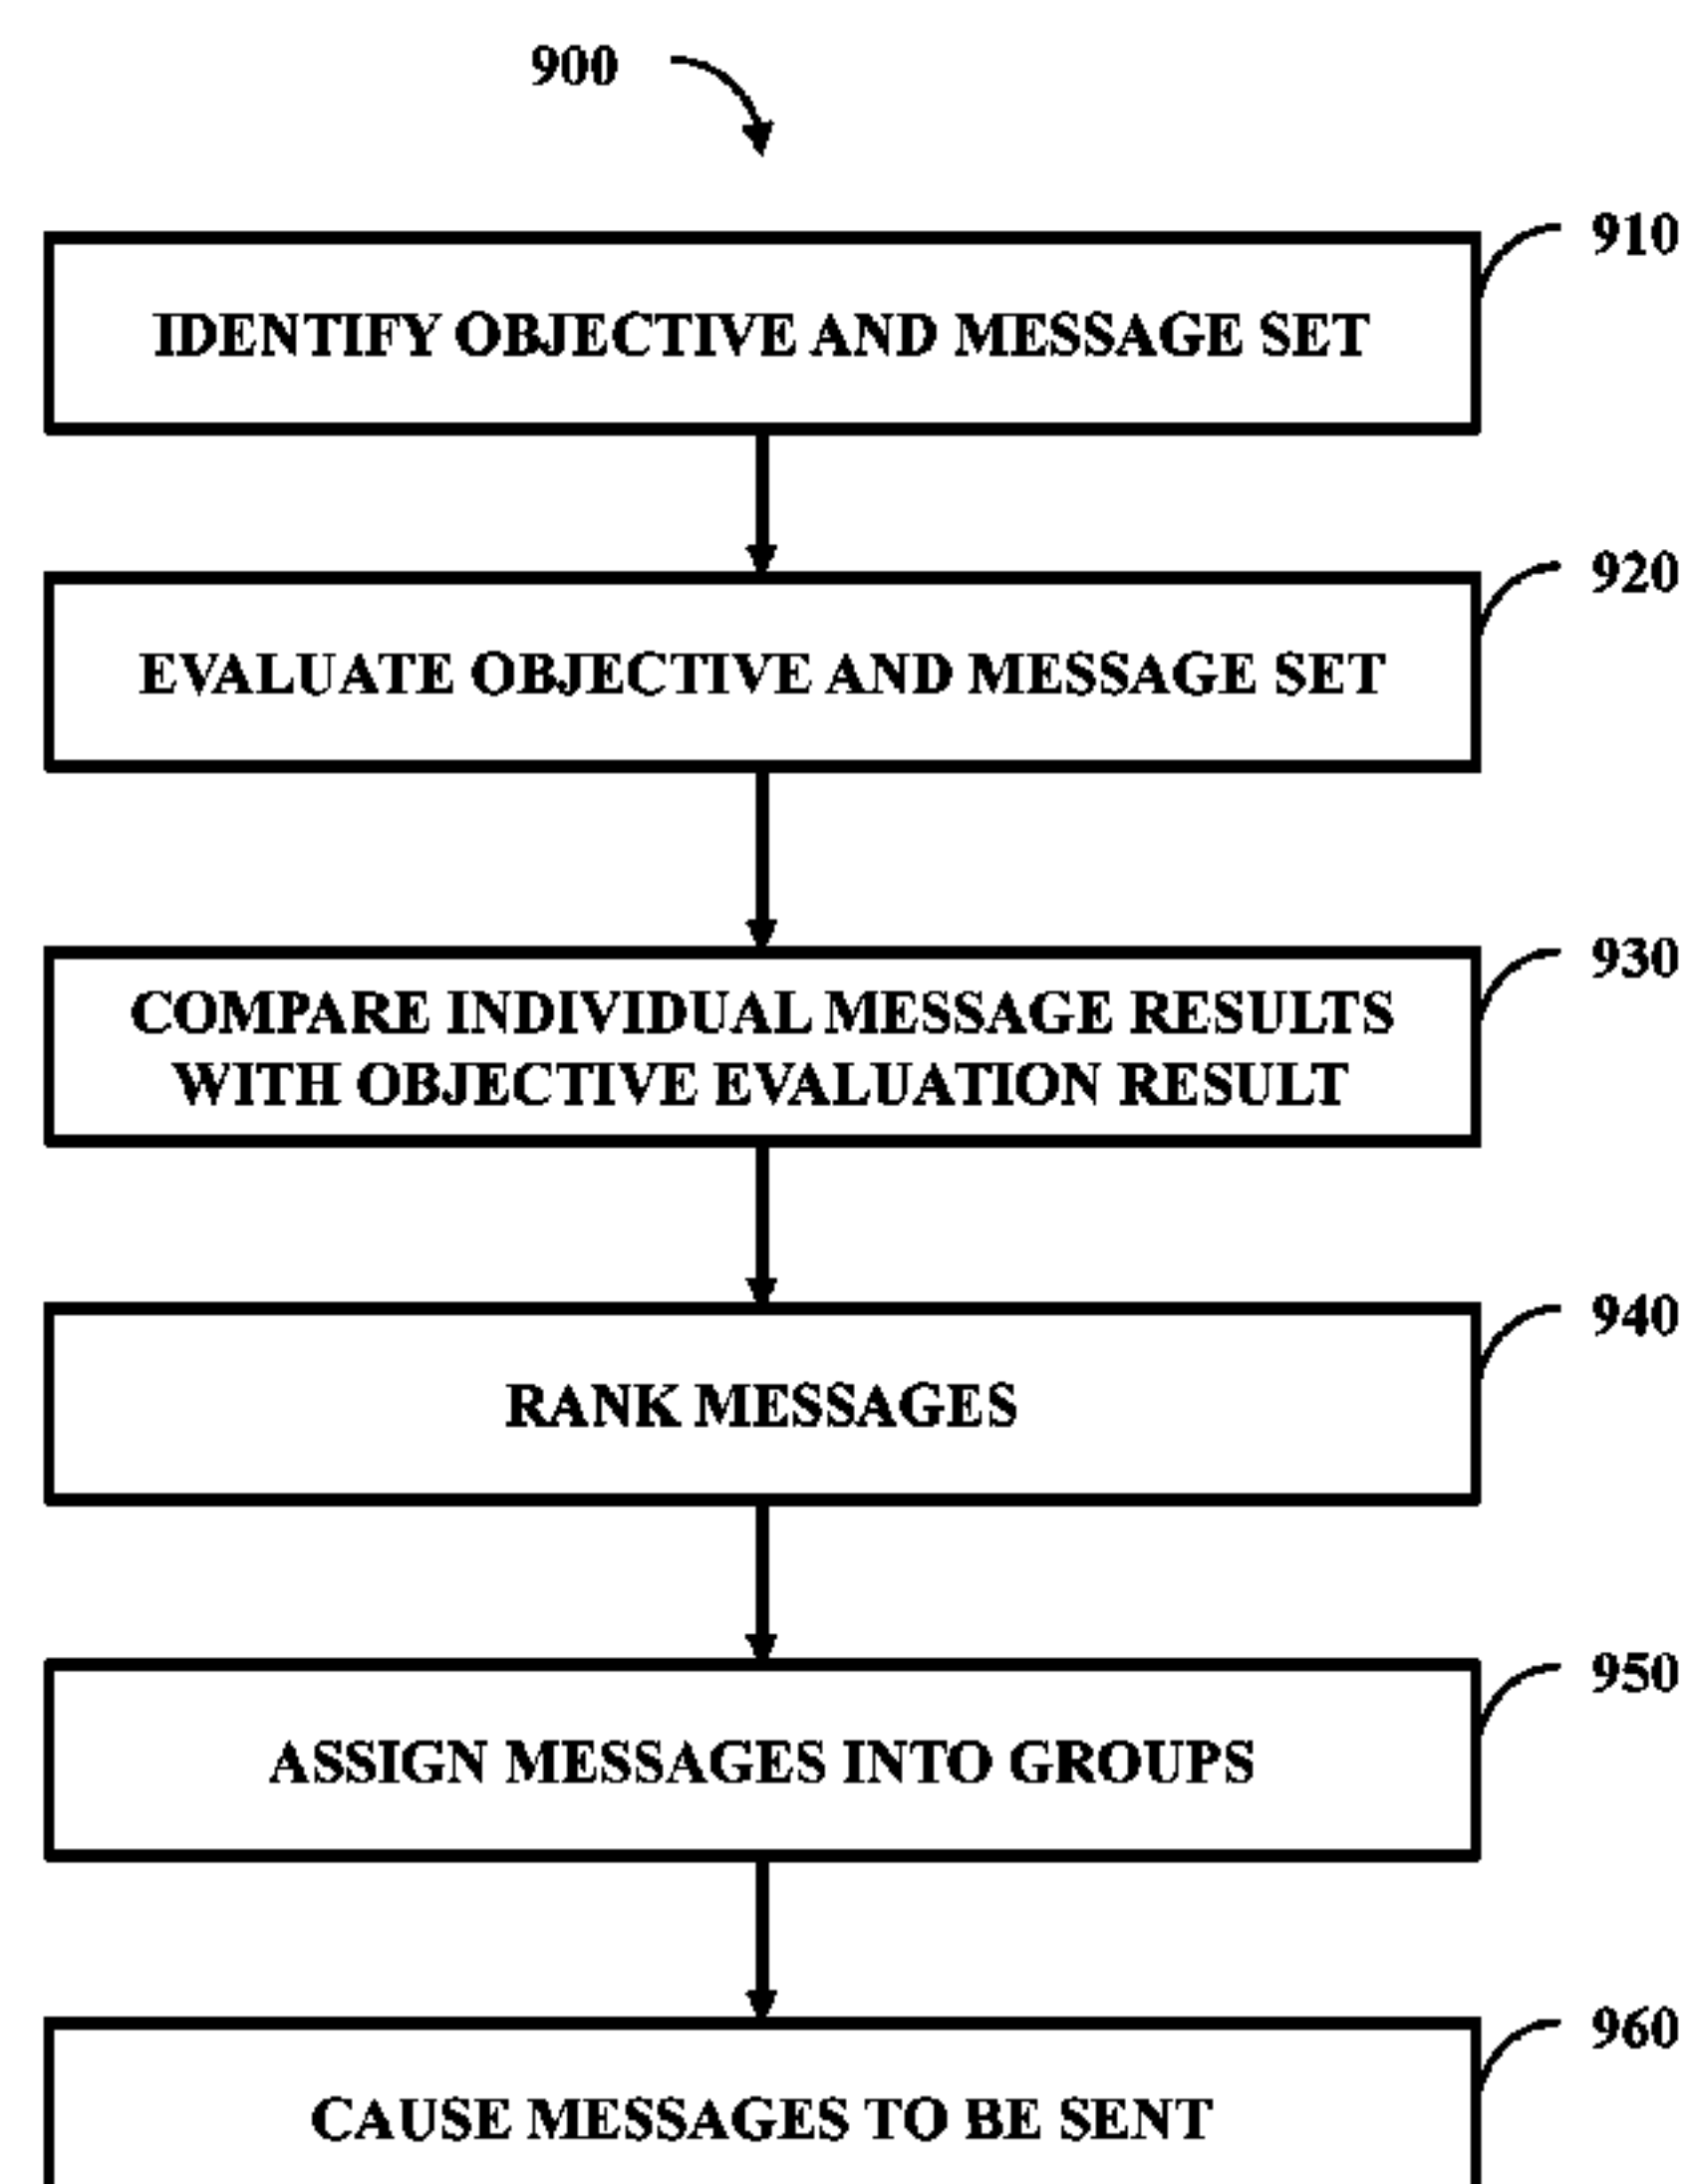 900
910
IDENTIFY OBJECTIVE AND MESSAGE SET
920
EVALUATE OBJECTIVE AND MESSAGE SET
930
COMPARE INDIVIDUAL MESSAGE RESULTS
WITH OBJECTIVE EVALUATION RESULT
940
RANK MESSAGES
950
ASSIGN MESSAGES INTO GROUPS
960
CAUSE MESSAGES TO BE SENT